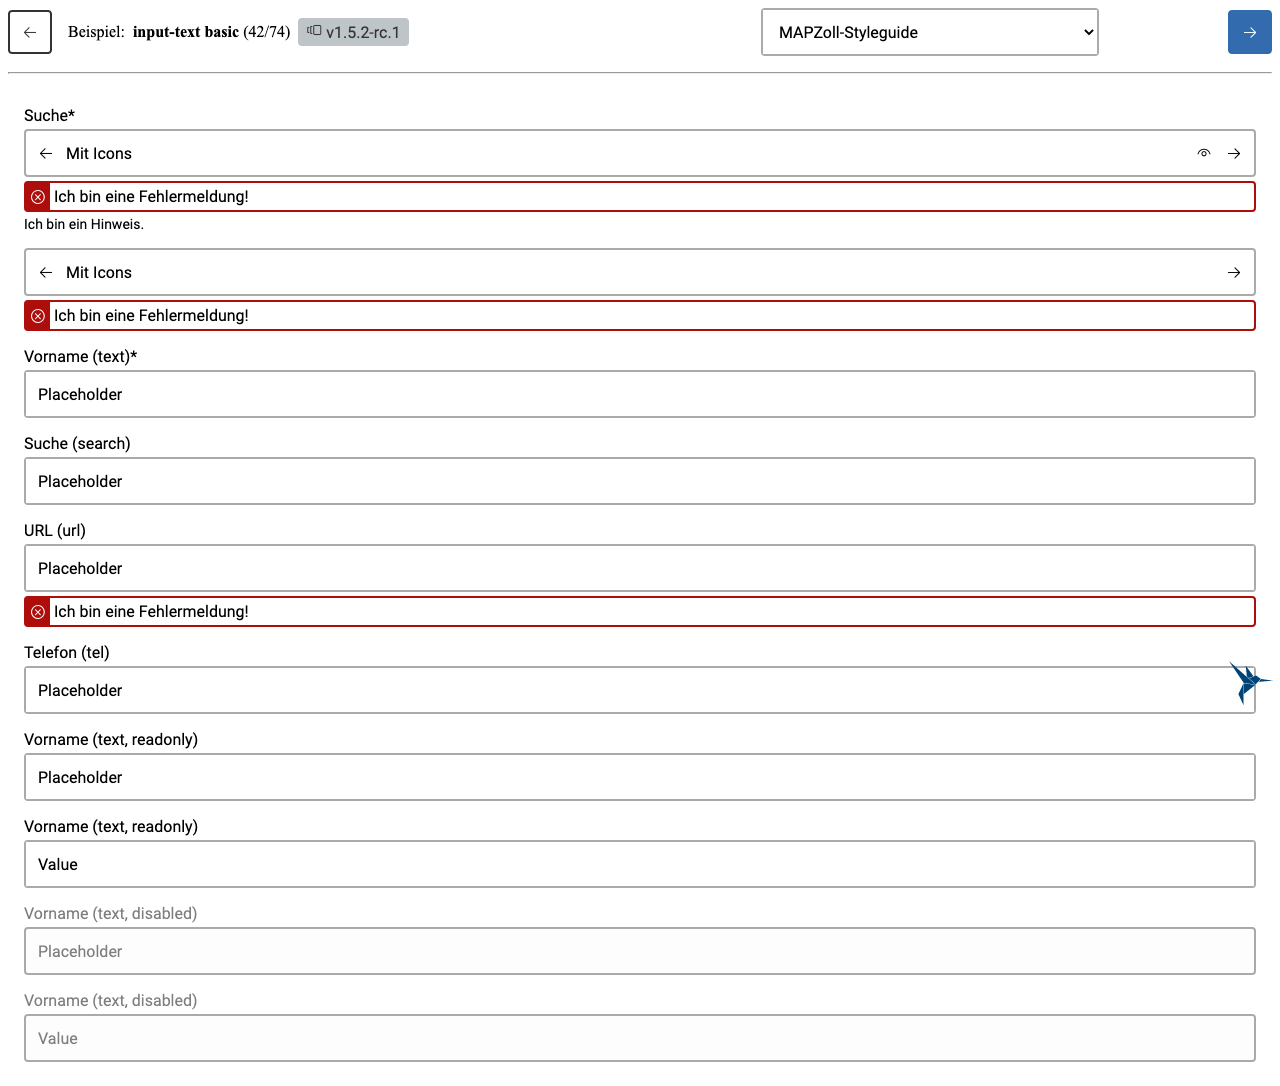 Beispiel: input-text basic (42/74) v1.5.2-rc.1 MAPZoll-Styleguide
Suche*
Mit Icons
Ich bin eine Fehlermeldung!
Ich bin ein Hinweis.
Mit Icons
Ich bin eine Fehlermeldung!
Vorname (text)*
Placeholder
Suche (search)
Placeholder
URL (url)
Placeholder
Ich bin eine Fehlermeldung!
Telefon (tel)
Placeholder
Vorname (text, readonly)
Placeholder
Vorname (text, readonly)
Value
Vorname (text, disabled)
Placeholder
Vorname (text, disabled)
Value